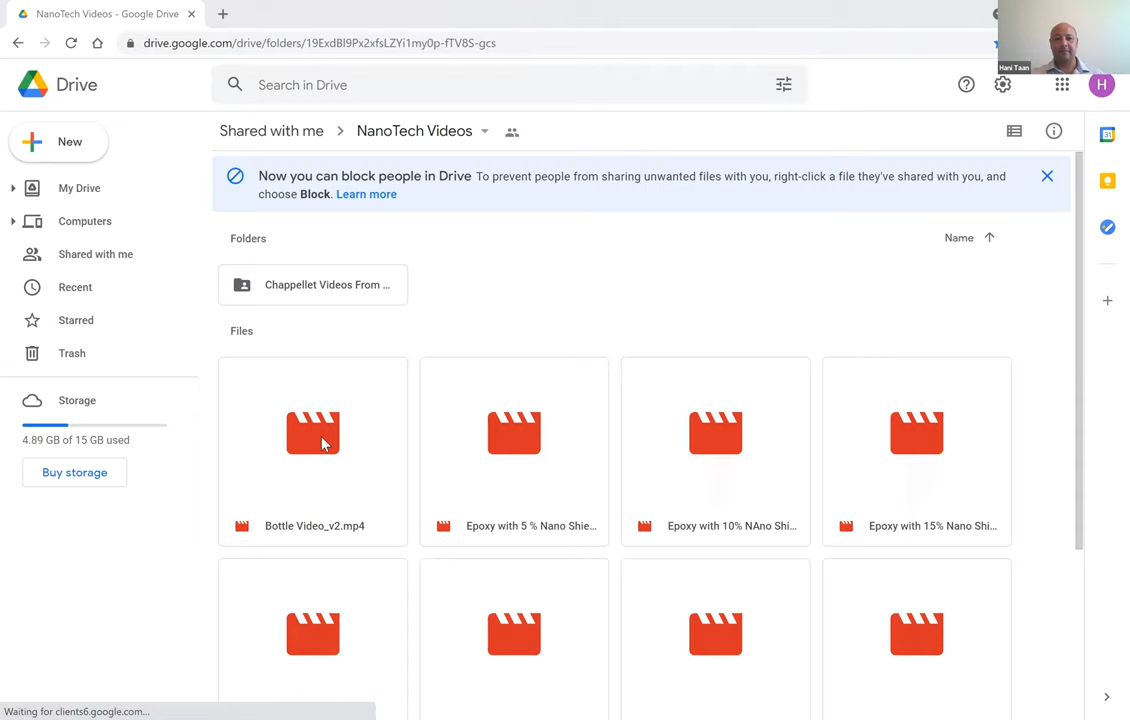 NanoTech Videos - Google Drive
drive.google.com/drive/folders/19ExdBl9Px2xfsLZYi1my0p-fTV8S-gcs
Hani Taan
Drive
Search in Drive
H
New
Shared with me
NanoTech Videos
31
Now you can block people in Drive To prevent people from sharing unwanted files with you, right-click a file they've shared with you, and
choose Block. Learn more
My Drive
Computers
Shared with me
Recent
Starred
Trash
Storage
4.89 GB of 15 GB used
Buy storage
Folders
Name
Chappellet Videos From ...
Files
Bottle Video_v2.mp4
Epoxy with 5 % Nano Shie...
Epoxy with 10% NAno Shi...
Epoxy with 15% Nano Shi...
Waiting for clients6.google.com...